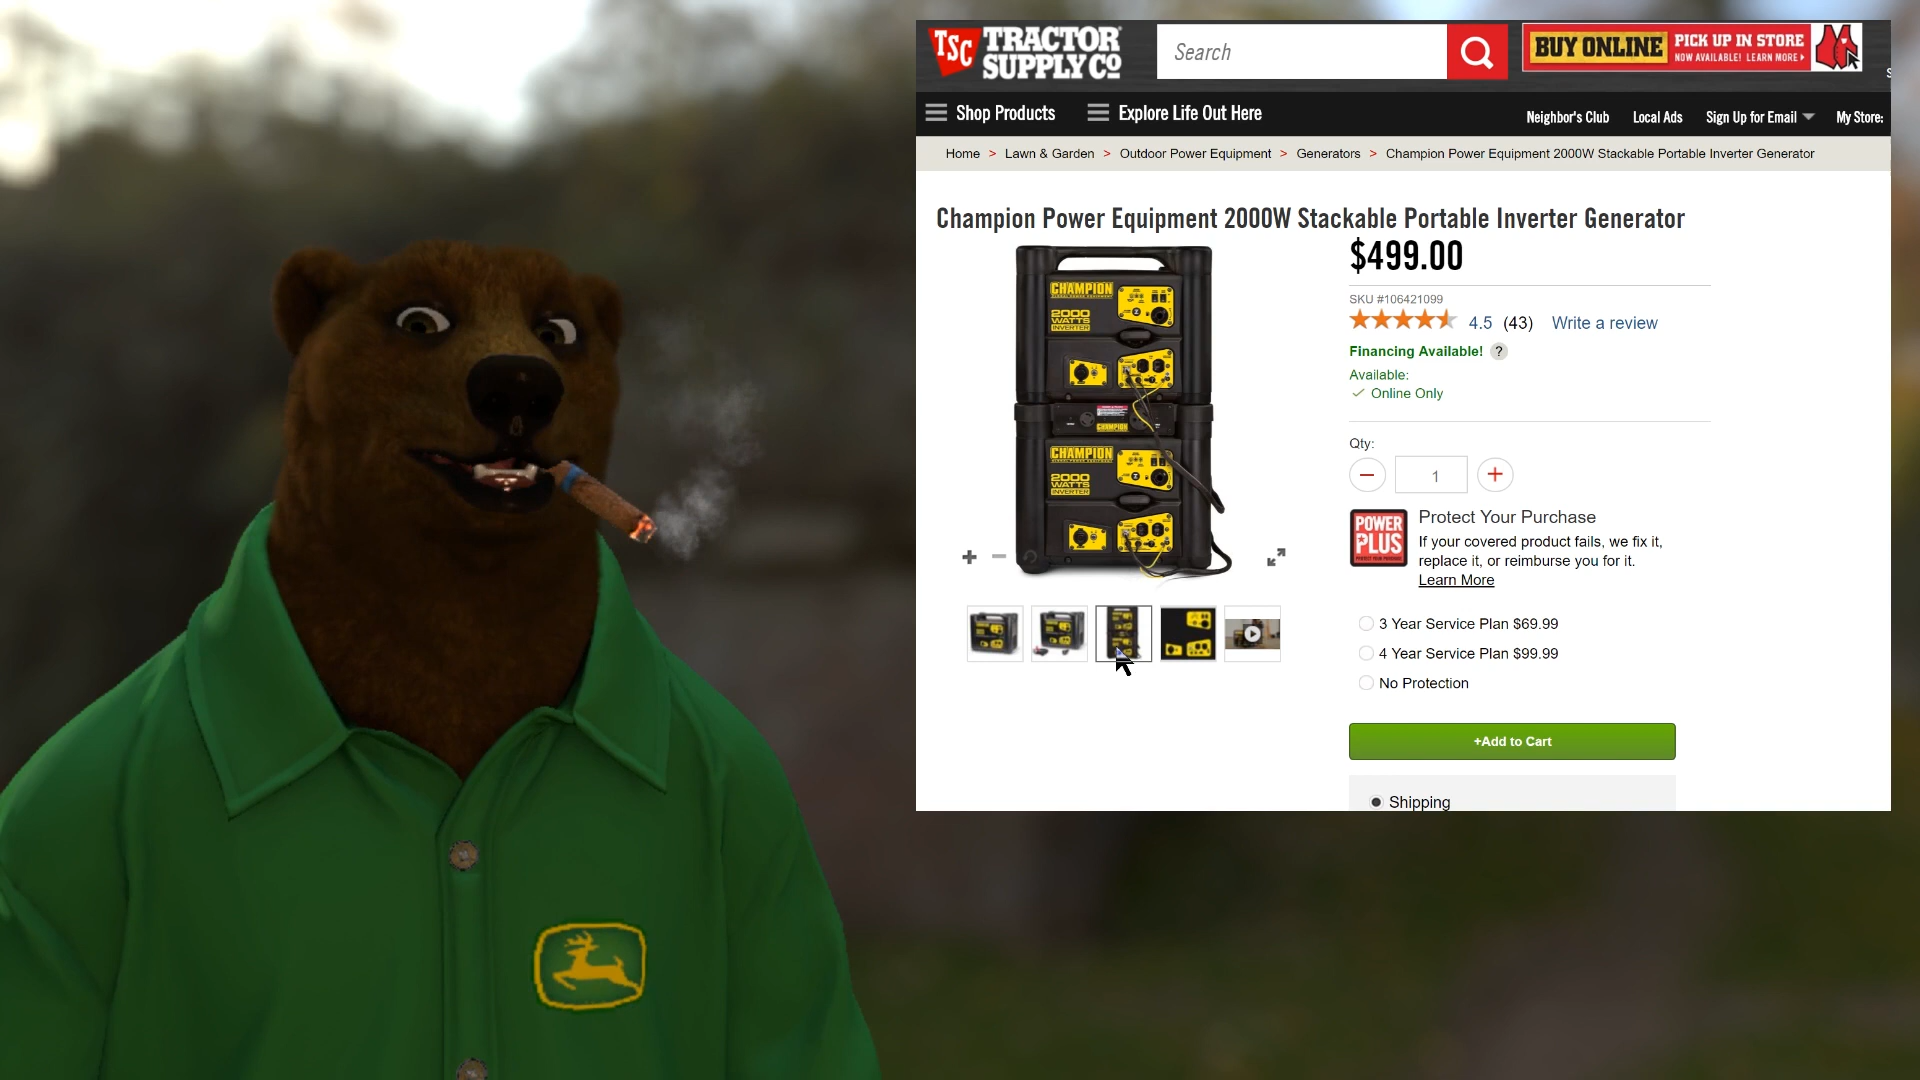 TSC TRACTOR SUPPLY CO
Search
BUY ONLINE PICK UP IN STORE
NOW AVAILABLE! LEARN MORE
Shop Products
Explore Life Out Here
Neighbor's Club
Local Ads
Sign Up for Email
My Store:
Home > Lawn & Garden > Outdoor Power Equipment > Generators > Champion Power Equipment 2000W Stackable Portable Inverter Generator
Champion Power Equipment 2000W Stackable Portable Inverter Generator
$499.00
SKU #106421099
4.5 (43) Write a review
Financing Available! ?
Available:
Online Only
Qty:
1
CHAMPION
2000
WATTS
INVERTER
CHAMPION
CHAMPION
2000
WATTS
INVERTER
POWER
PLUS
Protect Your Purchase
If your covered product fails, we fix it,
replace it, or reimburse you for it.
Learn More
3 Year Service Plan $69.99
4 Year Service Plan $99.99
No Protection
+Add to Cart
Shipping